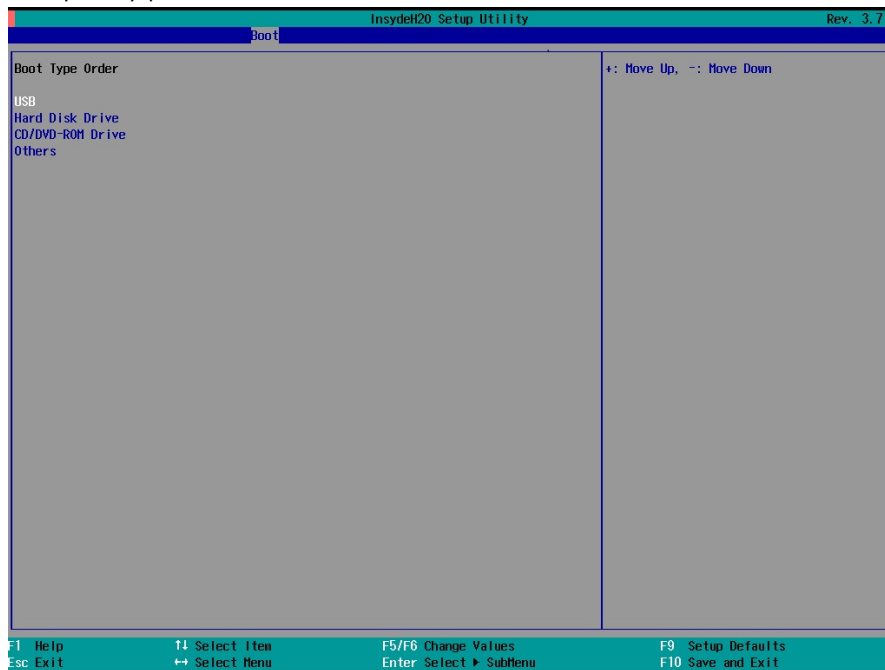 InsydeH20 Setup Utility Rev. 3.7
Boot
Boot Type Order
+: Move Up, -: Move Down
USB
Hard Disk Drive
CD/DVD-ROM Drive
Others
F1 Help ↑↓ Select Item F5/F6 Change Values F9 Setup Defaults
Esc Exit ↔ Select Menu Enter Select ▶ SubMenu F10 Save and Exit